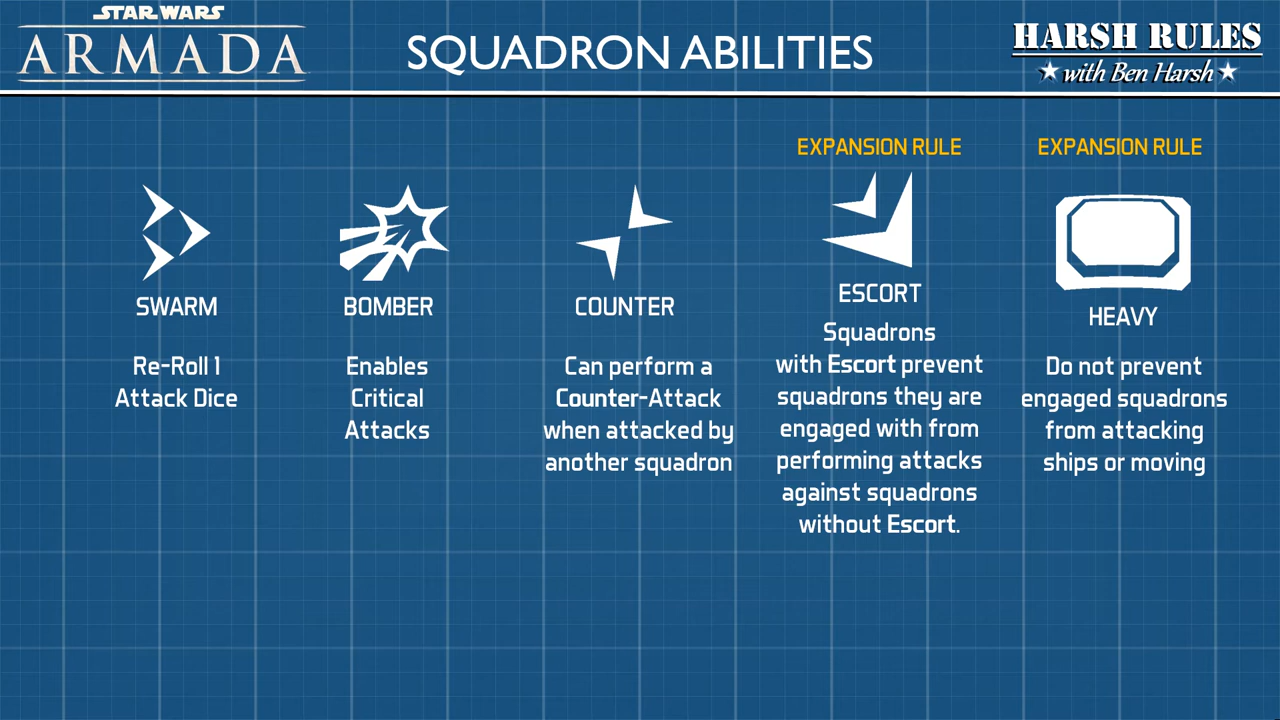 STAR WARS
ARMADA
SQUADRON ABILITIES
HARSH RULES
with Ben Harsh
SWARM
Re-Roll 1
Attack Dice
BOMBER
Enables
Critical
Attacks
COUNTER
Can perform a
Counter-Attack
when attacked by
another squadron
EXPANSION RULE
ESCORT
Squadrons
with Escort prevent
squadrons they are
engaged with from
performing attacks
against squadrons
without Escort.
EXPANSION RULE
HEAVY
Do not prevent
engaged squadrons
from attacking
ships or moving